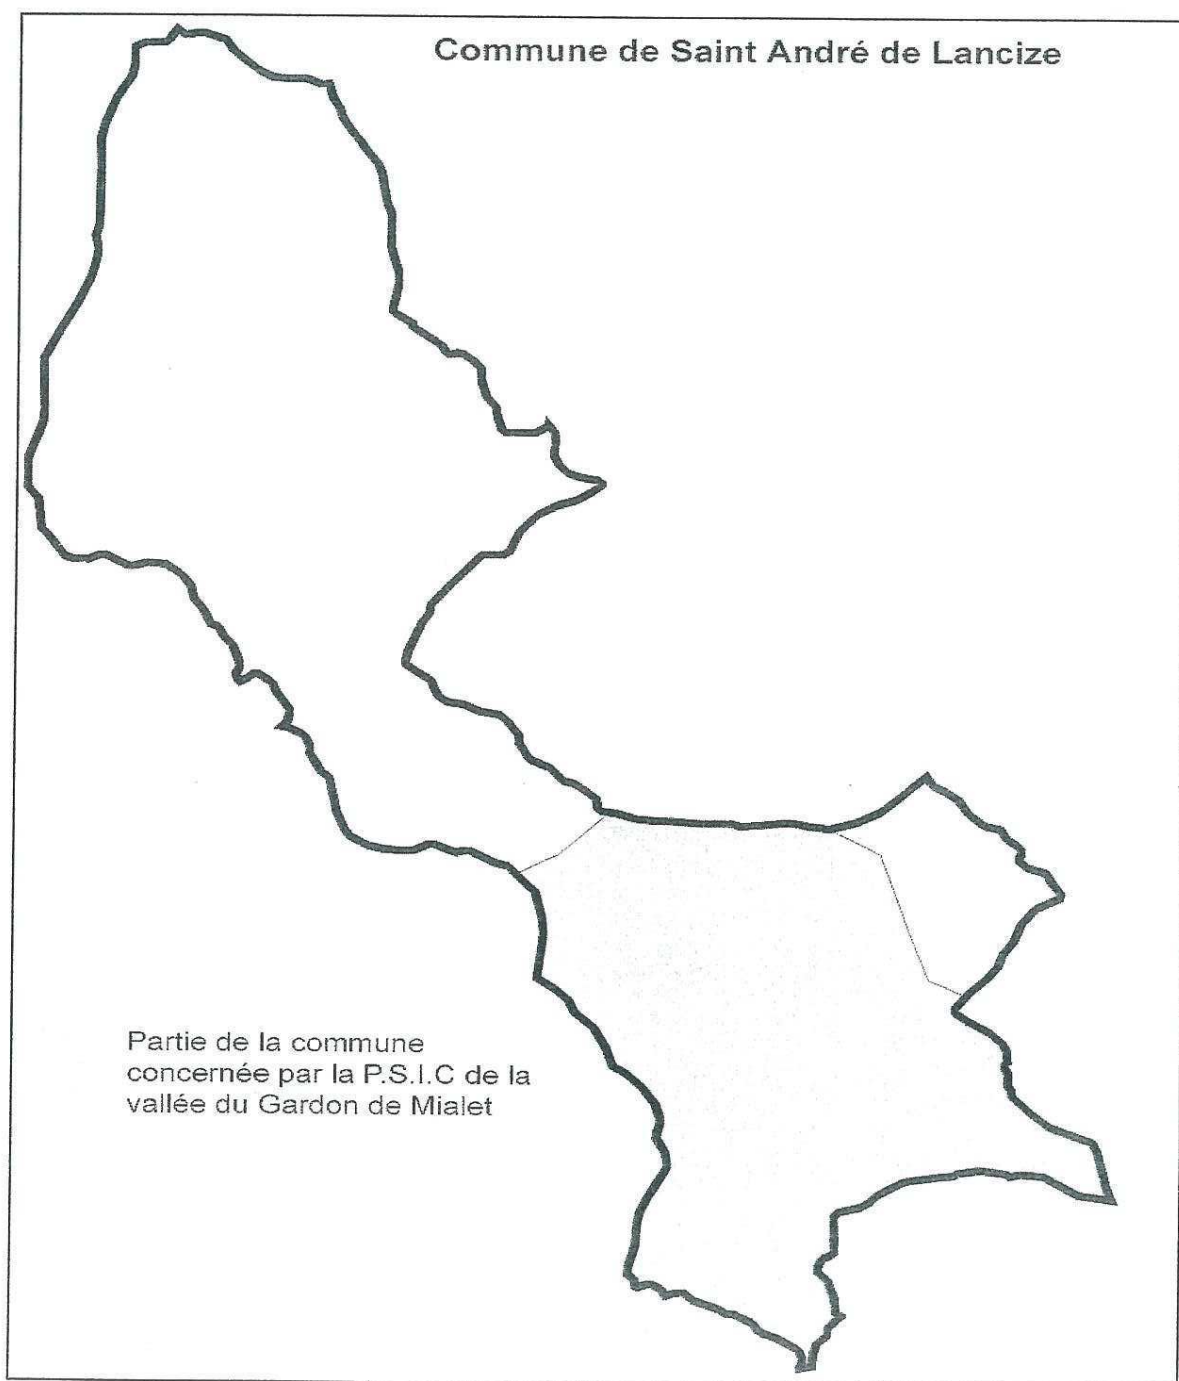 Commune de Saint André de Lancize
Partie de la commune
concernée par la P.S.I.C de la
vallée du Gardon de Mialet